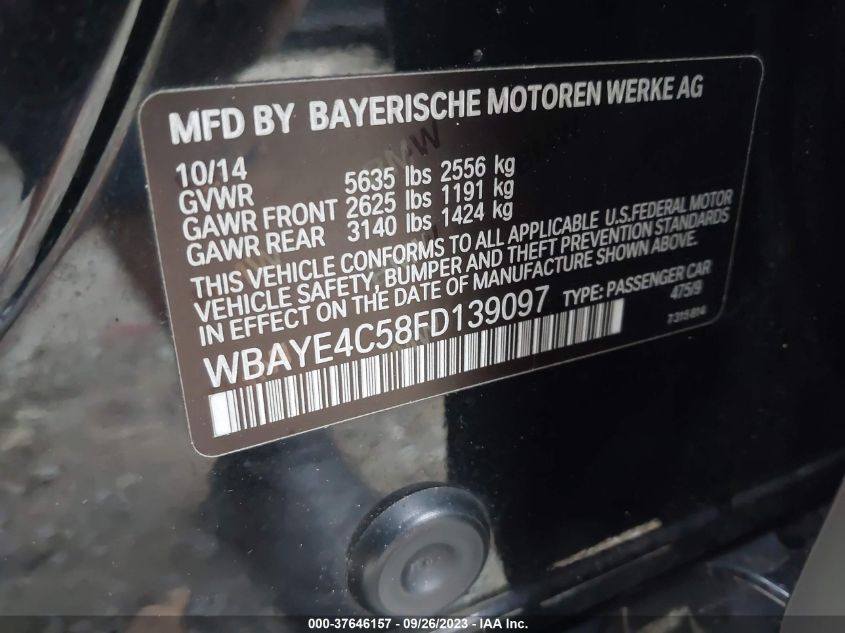 MFD BY BAYERISCHE MOTOREN WERKE AG
10/14
GVWR 5635 lbs 2556 kg
GAWR FRONT 2625 lbs 1191 kg
GAWR REAR 3140 lbs 1424 kg
THIS VEHICLE CONFORMS TO ALL APPLICABLE U.S.FEDERAL MOTOR
VEHICLE SAFETY, BUMPER AND THEFT PREVENTION STANDARDS
IN EFFECT ON THE DATE OF MANUFACTURE SHOWN ABOVE.
WBAYE4C58FD139097 TYPE: PASSENGER CAR
475/9
7315814
000-37646157 - 09/26/2023 - IAA Inc.